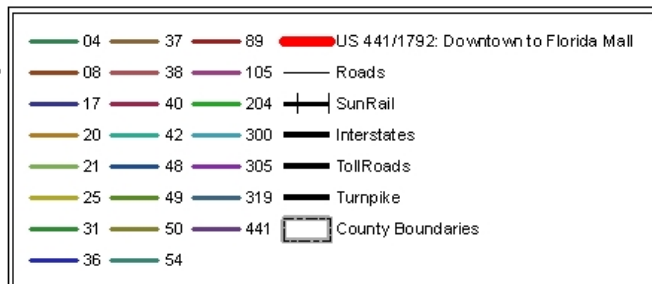 04 37 89 US 441/1792: Downtown to Florida Mall
08 38 105 Roads
17 40 204 SunRail
20 42 300 Interstates
21 48 305 TollRoads
25 49 319 Turnpike
31 50 441 County Boundaries
36 54